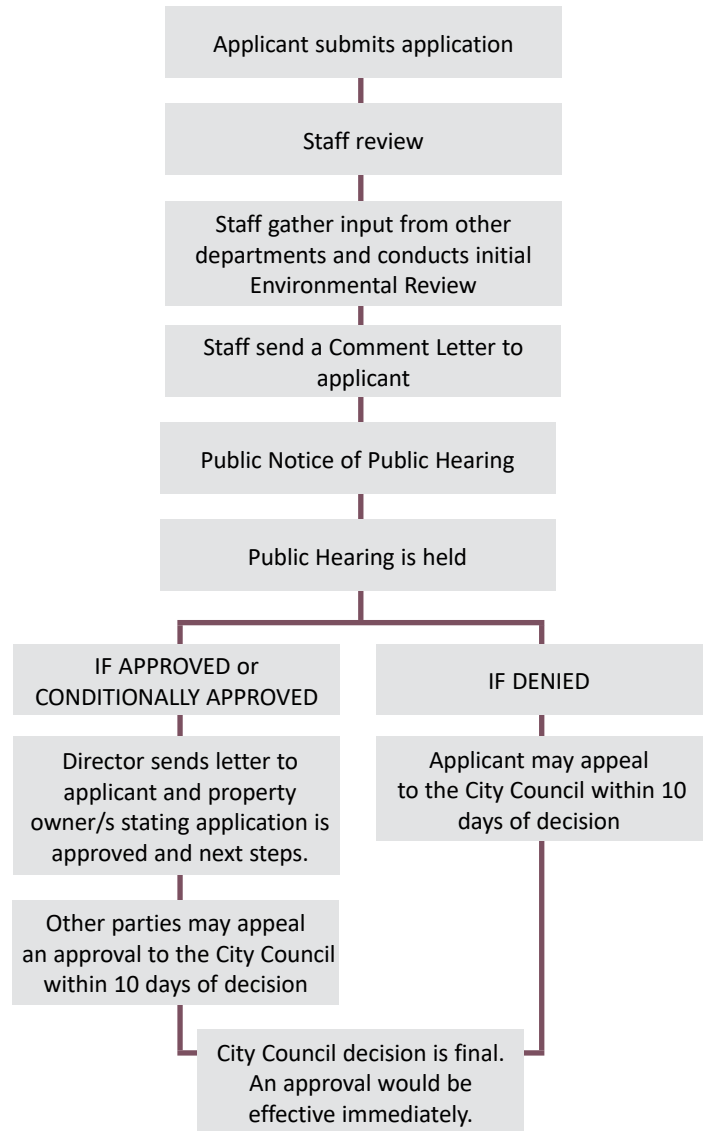 Applicant submits application
Staff review
Staff gather input from other
departments and conducts initial
Environmental Review
Staff send a Comment Letter to
applicant
Public Notice of Public Hearing
Public Hearing is held
IF APPROVED or
CONDITIONALLY APPROVED
IF DENIED
Director sends letter to
applicant and property
owner/s stating application is
approved and next steps.
Applicant may appeal
to the City Council within 10
days of decision
Other parties may appeal
an approval to the City Council
within 10 days of decision
City Council decision is final.
An approval would be
effective immediately.